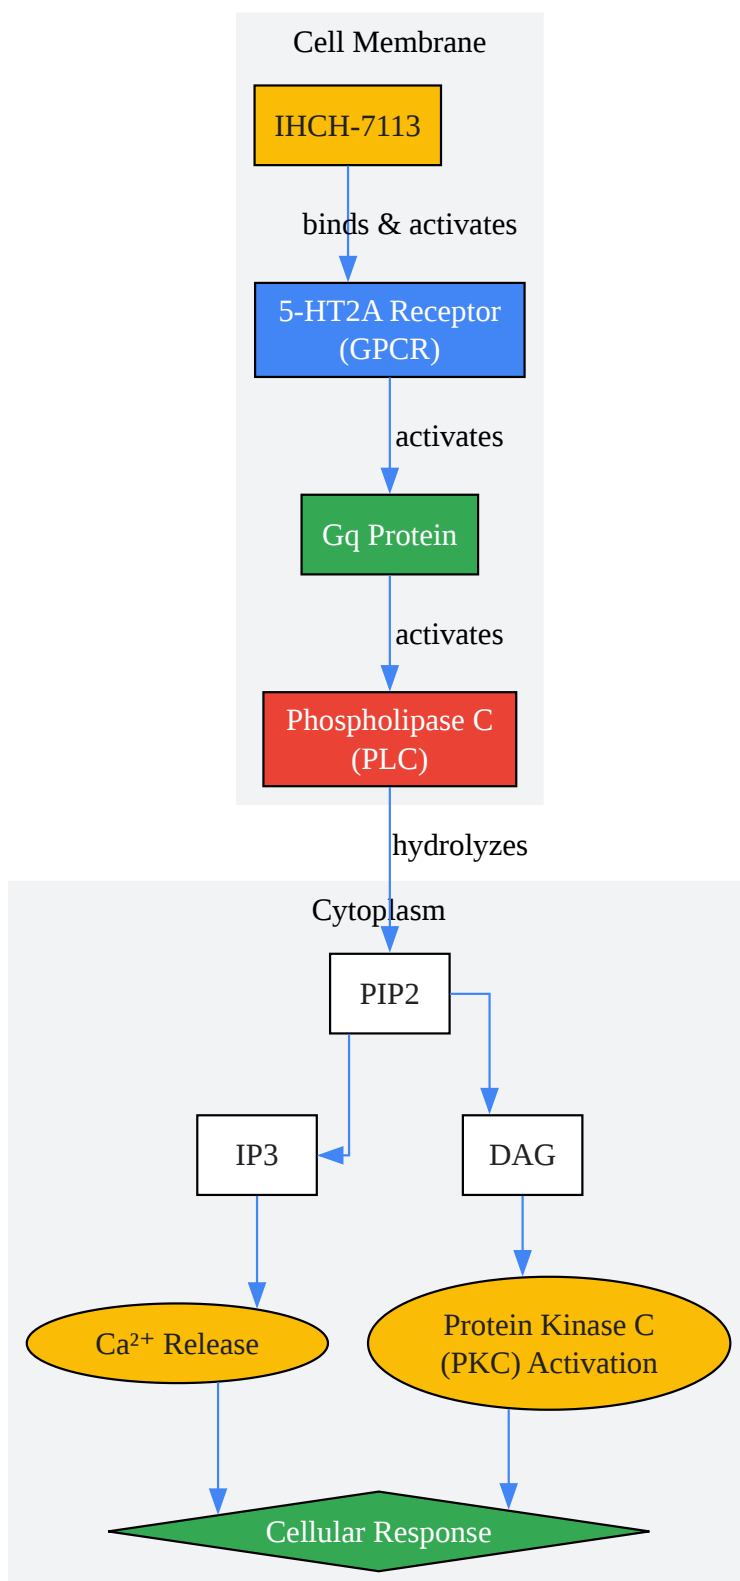 Cell Membrane
IHCH-7113
binds & activates
5-HT2A Receptor
(GPCR)
activates
Gq Protein
activates
Phospholipase C
(PLC)
hydrolyzes
Cytoplasm
PIP2
IP3
DAG
Ca²⁺ Release
Protein Kinase C
(PKC) Activation
Cellular Response